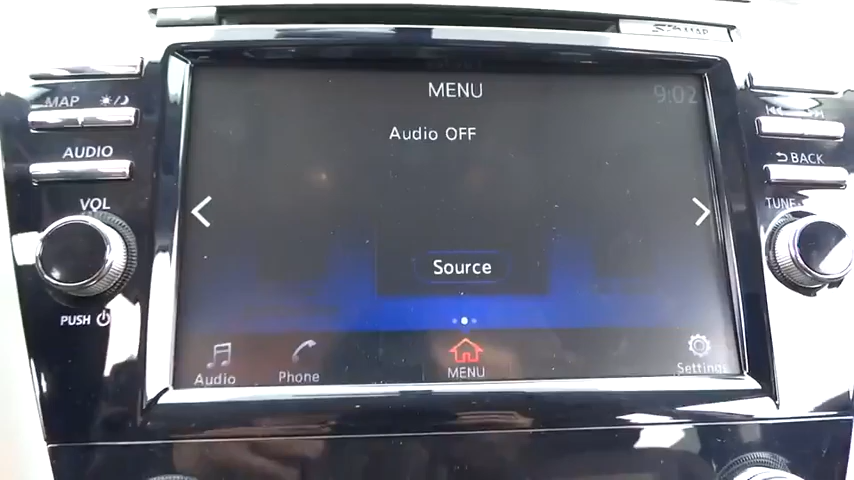 MENU
9:02
Audio OFF
Source
Audio
Phone
MENU
Settings
MAP
AUDIO
VOL
PUSH
BACK
TUNE